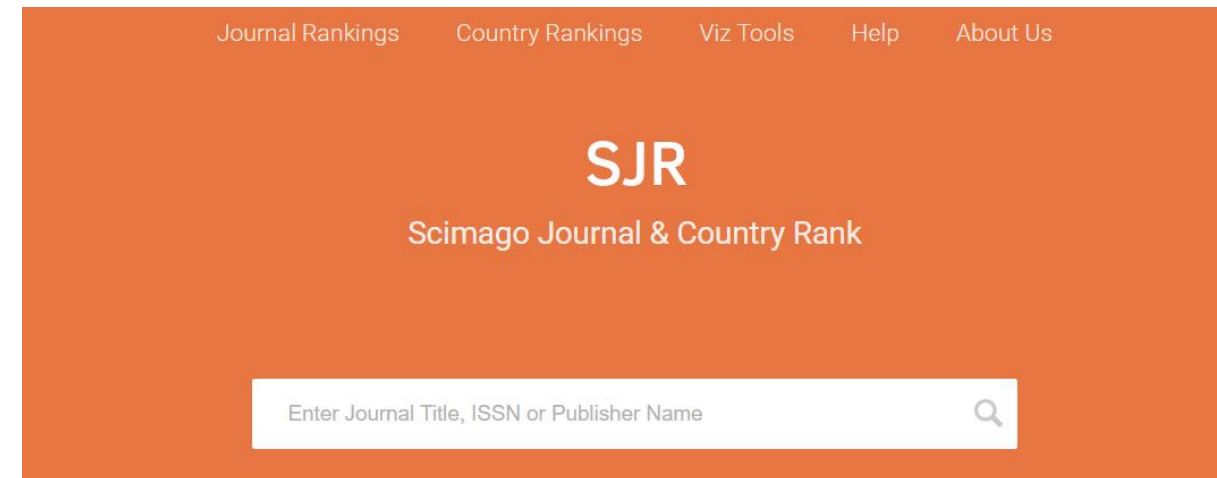 Journal Rankings Country Rankings Viz Tools Help About Us
SJR
Scimago Journal & Country Rank
Enter Journal Title, ISSN or Publisher Name